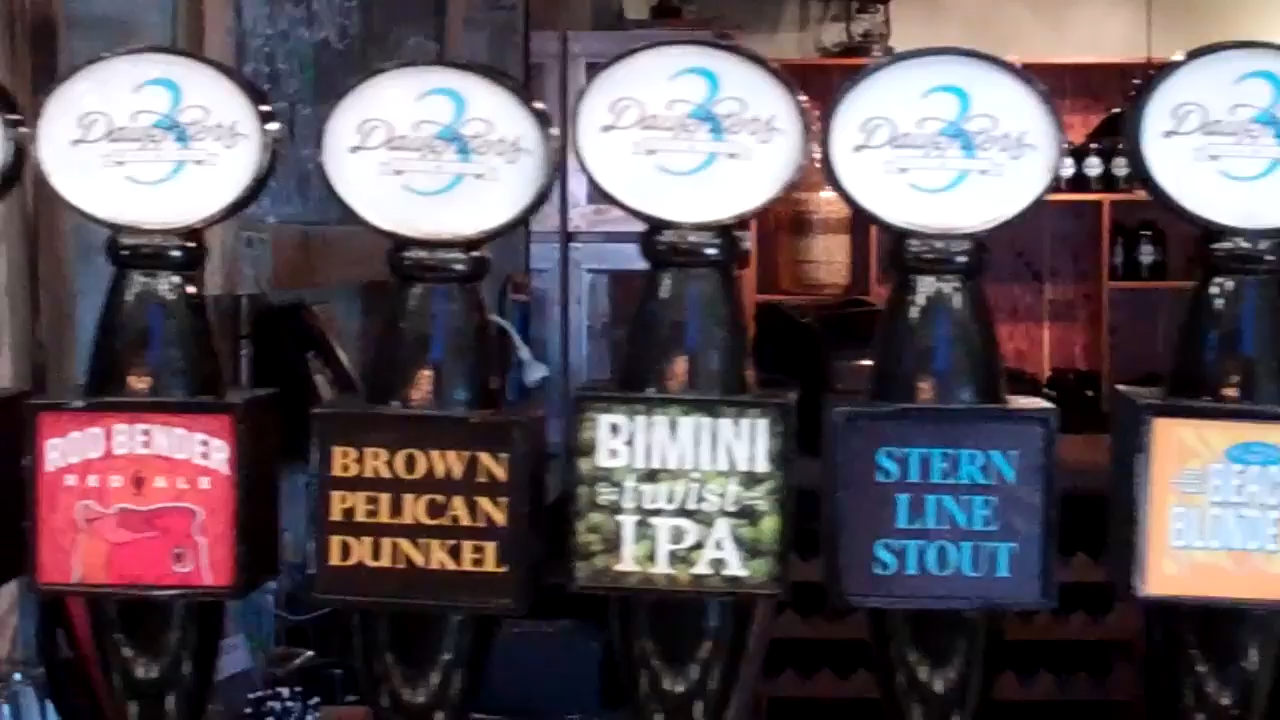 3
Daughters
3
Daughters
3
Daughters
3
Daughters
3
ROD BENDER
RED ALE
BROWN
PELICAN
DUNKEL
BIMINI
twist
IPA
STERN
LINE
STOUT
BLONDE